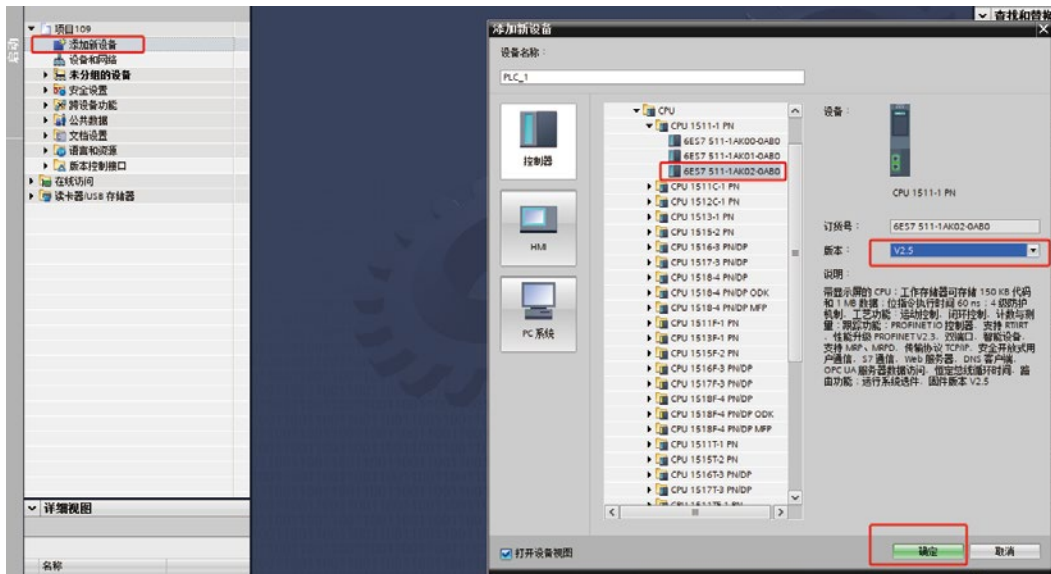 查找和替换
启动
项目109
添加新设备
设备和网络
未分组的设备
安全设置
跨设备功能
公共数据
文档设置
语言和资源
版本控制接口
在线访问
读卡器/USB 存储器
详细视图
名称
添加新设备
设备名称：
PLC_1
控制器
HMI
PC 系统
CPU
CPU 1511-1 PN
6ES7 511-1AK00-0AB0
6ES7 511-1AK01-0AB0
6ES7 511-1AK02-0AB0
CPU 1511C-1 PN
CPU 1512C-1 PN
CPU 1513-1 PN
CPU 1515-2 PN
CPU 1516-3 PN/DP
CPU 1517-3 PN/DP
CPU 1518-4 PN/DP
CPU 1518-4 PN/DP ODK
CPU 1518-4 PN/DP MFP
CPU 1511F-1 PN
CPU 1513F-1 PN
CPU 1515F-2 PN
CPU 1516F-3 PN/DP
CPU 1517F-3 PN/DP
CPU 1518F-4 PN/DP
CPU 1518F-4 PN/DP ODK
CPU 1518F-4 PN/DP MFP
CPU 1511T-1 PN
CPU 1515T-2 PN
CPU 1516T-3 PN/DP
CPU 1517T-3 PN/DP
设备：
CPU 1511-1 PN
订货号：
6ES7 511-1AK02-0AB0
版本：
V2.5
说明：
带显示屏的 CPU；工作存储器可存储 150 KB 代码
和 1 MB 数据；位指令执行时间 60 ns；4 级防护
机制，工艺功能：运动控制，闭环控制，计数与测
量；跟踪功能；PROFINET IO 控制器，支持 RT/IRT
，性能升级 PROFINET V2.3，双端口，智能设备，
支持 MRP、MRPD，传输协议 TCP/IP，安全开放式用
户通信，S7 通信，Web 服务器，DNS 客户端，
OPC UA 服务器数据访问，恒定总线循环时间，路
由功能；运行系统选件，固件版本 V2.5
打开设备视图
确定
取消